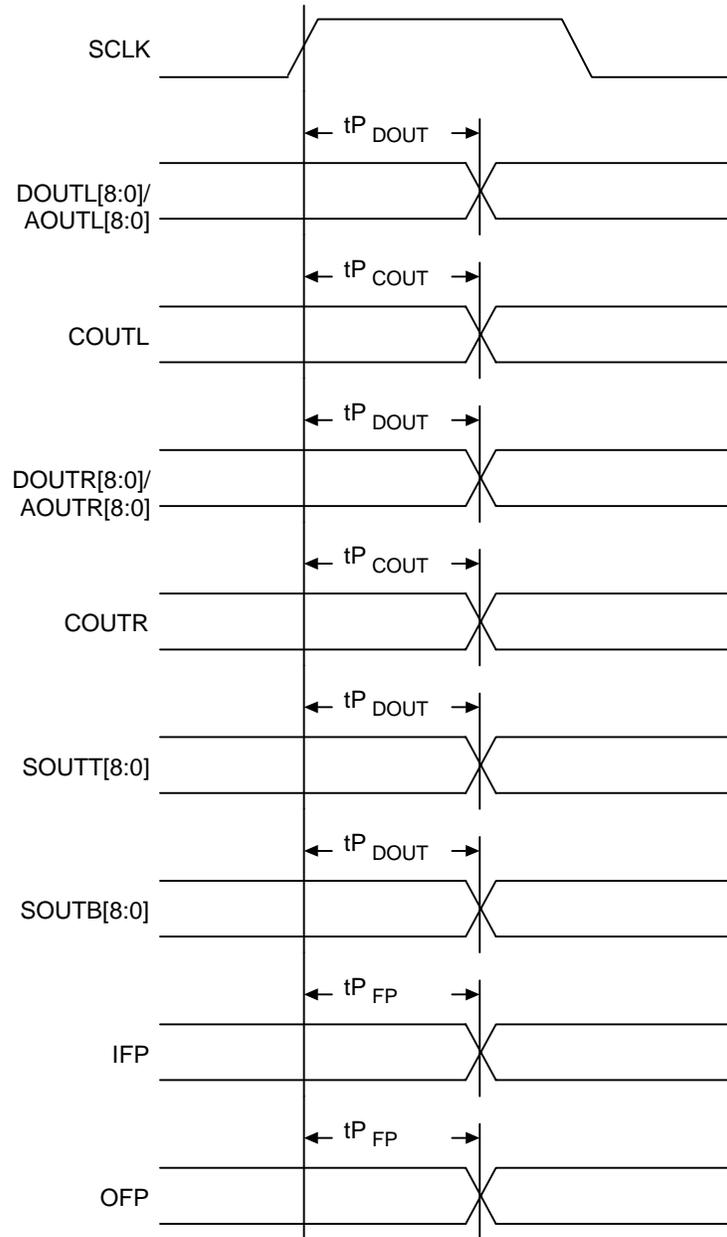 SCLK
tP DOUT
DOUTL[8:0]/
AOUTL[8:0]
tP COUT
COUTL
tP DOUT
DOUTR[8:0]/
AOUTR[8:0]
tP COUT
COUTR
tP DOUT
SOUTT[8:0]
tP DOUT
SOUTB[8:0]
tP FP
IFP
tP FP
OFP